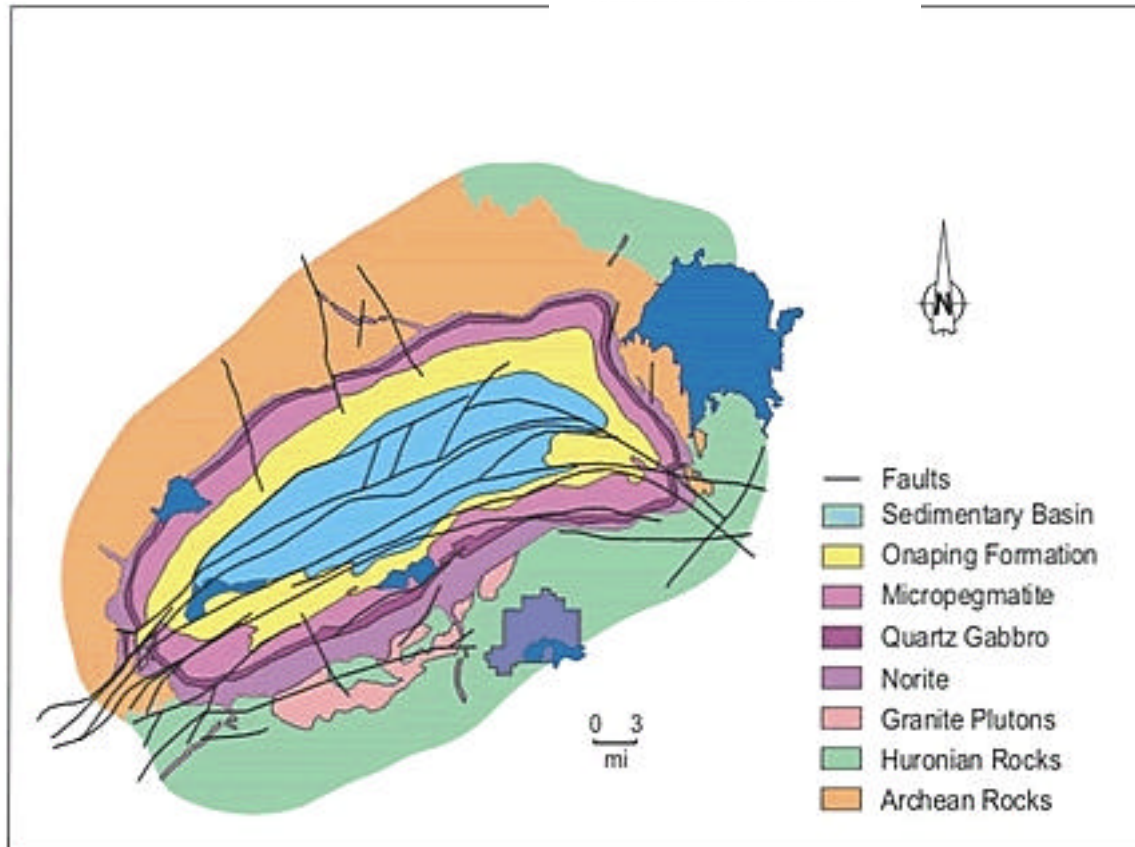 N
Faults
Sedimentary Basin
Onaping Formation
Micropegmatite
Quartz Gabbro
Norite
Granite Plutons
Huronian Rocks
Archean Rocks
0 3
mi